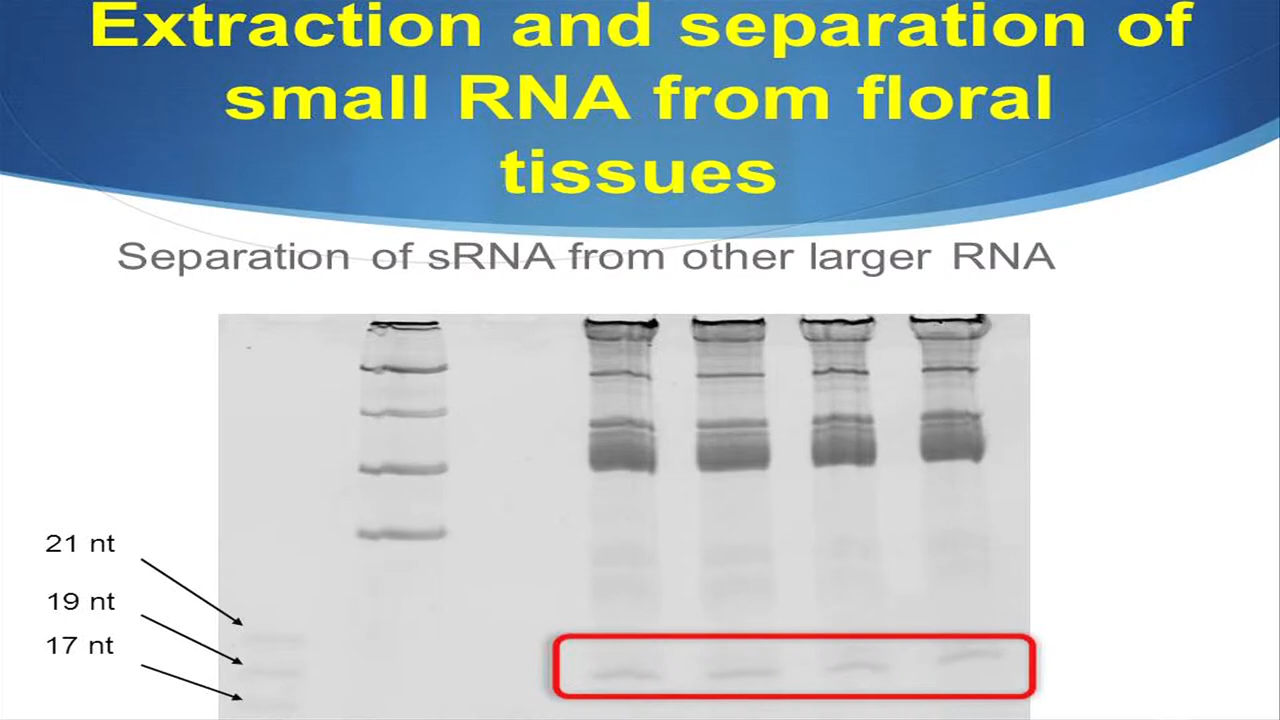 Extraction and separation of
small RNA from floral
tissues
Separation of sRNA from other larger RNA
21 nt
19 nt
17 nt